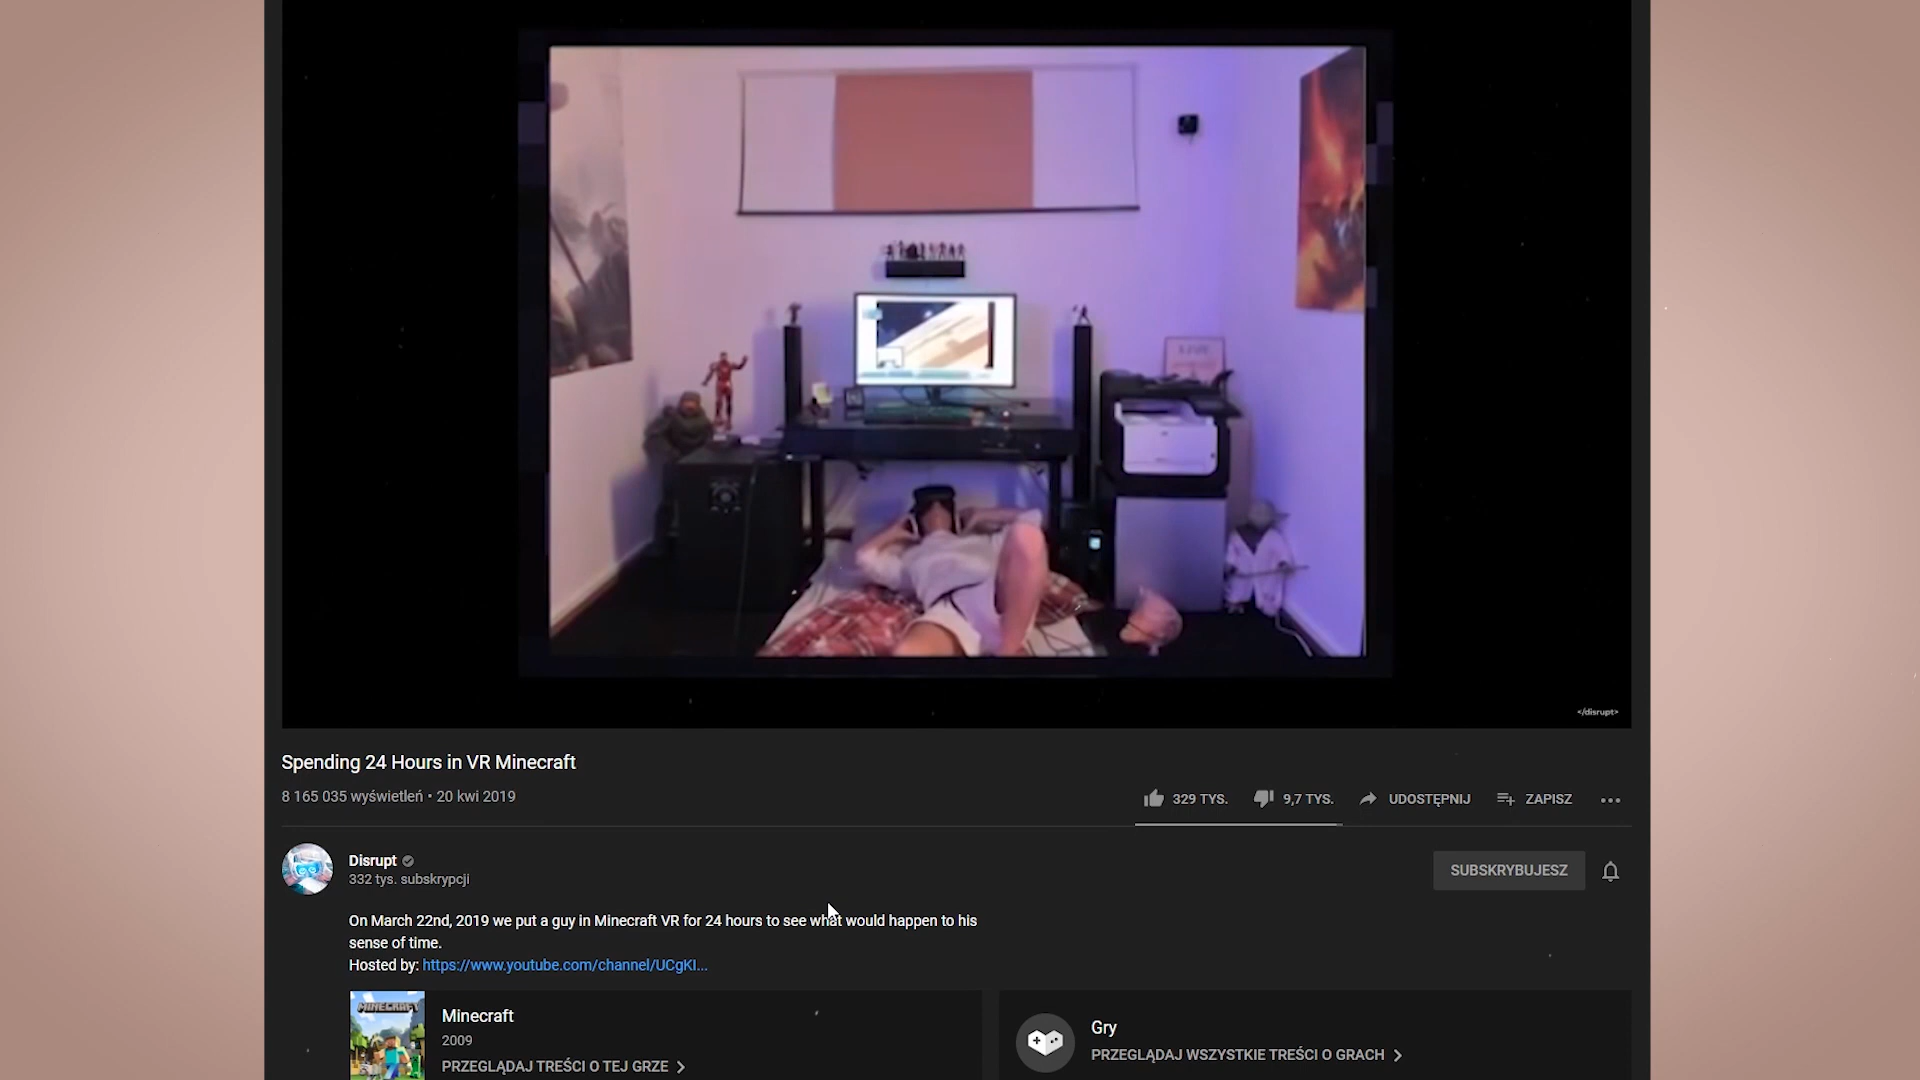 </disrupt>
Spending 24 Hours in VR Minecraft
8 165 035 wyświetleń • 20 kwi 2019
329 TYS.
9,7 TYS.
UDOSTĘPNIJ
ZAPISZ
Disrupt
332 tys. subskrypcji
SUBSKRYBUJESZ
On March 22nd, 2019 we put a guy in Minecraft VR for 24 hours to see what would happen to his
sense of time.
Hosted by: https://www.youtube.com/channel/UCgKI...
MINECRAFT
Minecraft
2009
PRZEGLĄDAJ TREŚCI O TEJ GRZE
Gry
PRZEGLĄDAJ WSZYSTKIE TREŚCI O GRACH